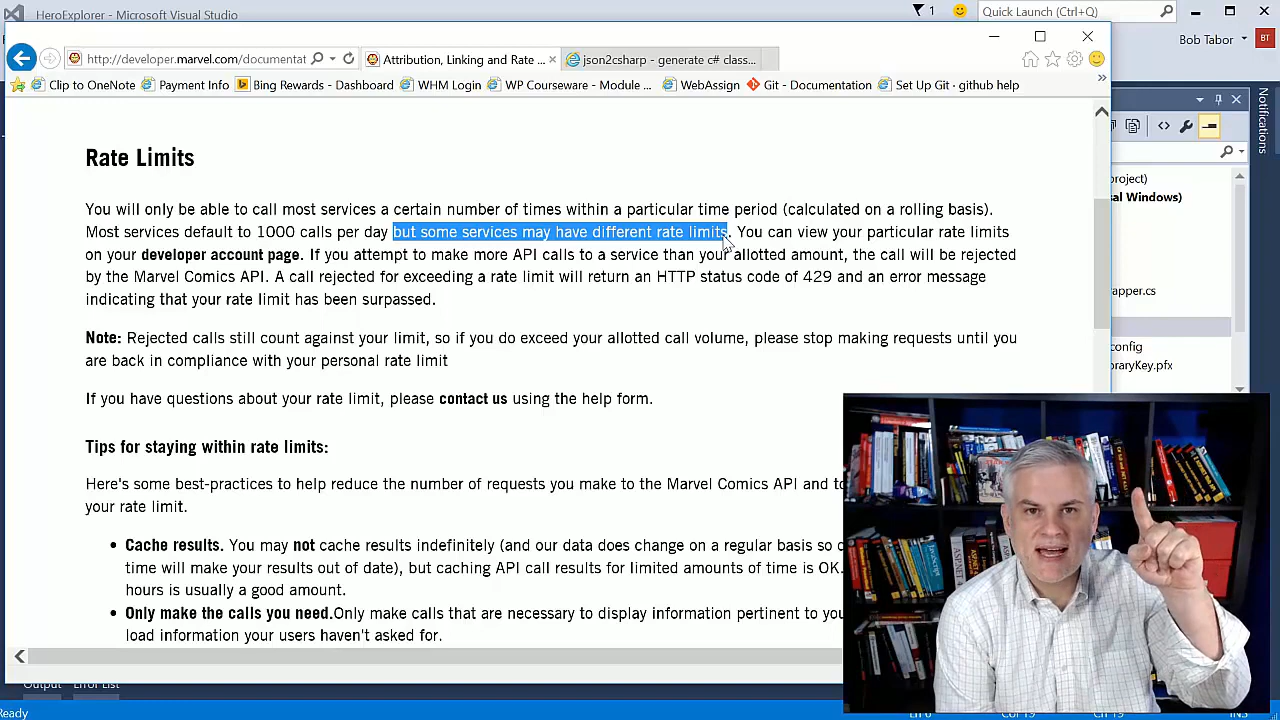 HeroExplorer - Microsoft Visual Studio
1
Quick Launch (Ctrl+Q)
Bob Tabor
BT
http://developer.marvel.com/documentat
Attribution, Linking and Rate ...
json2csharp - generate c# class...
Clip to OneNote
Payment Info
Bing Rewards - Dashboard
WHM Login
WP Courseware - Module ...
WebAssign
Git - Documentation
Set Up Git · github help
Notifications
Rate Limits
You will only be able to call most services a certain number of times within a particular time period (calculated on a rolling basis).
Most services default to 1000 calls per day but some services may have different rate limits. You can view your particular rate limits
on your developer account page. If you attempt to make more API calls to a service than your allotted amount, the call will be rejected
by the Marvel Comics API. A call rejected for exceeding a rate limit will return an HTTP status code of 429 and an error message
indicating that your rate limit has been surpassed.
Note: Rejected calls still count against your limit, so if you do exceed your allotted call volume, please stop making requests until you
are back in compliance with your personal rate limit
If you have questions about your rate limit, please contact us using the help form.
Tips for staying within rate limits:
Here's some best-practices to help reduce the number of requests you make to the Marvel Comics API and to
your rate limit.
• Cache results. You may not cache results indefinitely (and our data does change on a regular basis so
time will make your results out of date), but caching API call results for limited amounts of time is OK.
hours is usually a good amount.
• Only make the calls you need.Only make calls that are necessary to display information pertinent to
load information your users haven't asked for.
project)
al Windows)
apper.cs
config
oraryKey.pfx
Output
Error List
Ready